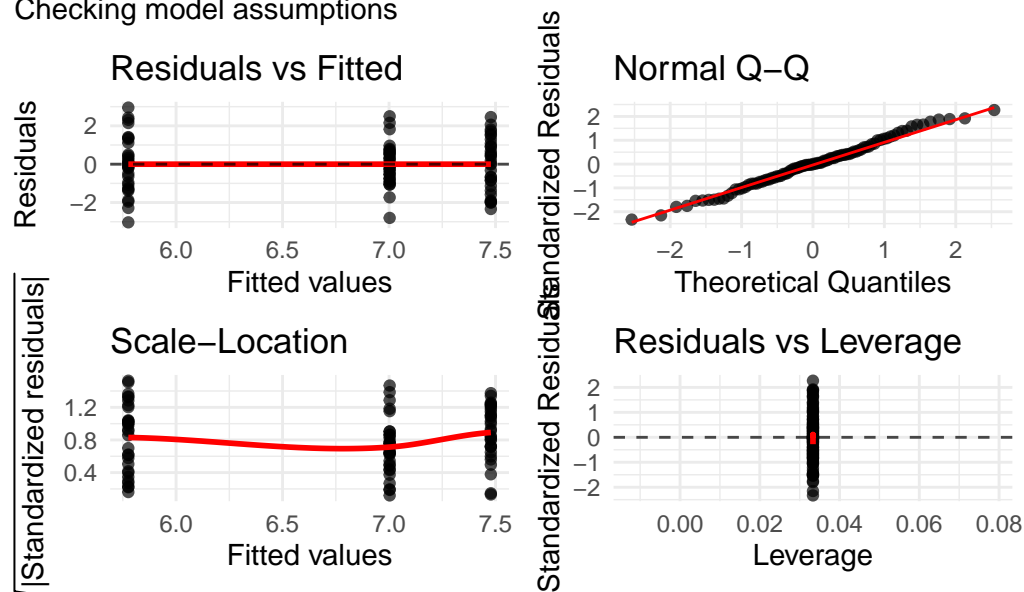 Checking model assumptions
Residuals vs Fitted
Residuals
2
0
−2
6.0 6.5 7.0 7.5
Fitted values
Normal Q−Q
Standardized Residuals
2
1
0
−1
−2
−2 −1 0 1 2
Theoretical Quantiles
Scale−Location
√|Standardized residuals|
1.2
0.8
0.4
6.0 6.5 7.0 7.5
Fitted values
Residuals vs Leverage
Standardized Residuals
2
1
0
−1
−2
0.00 0.02 0.04 0.06 0.08
Leverage